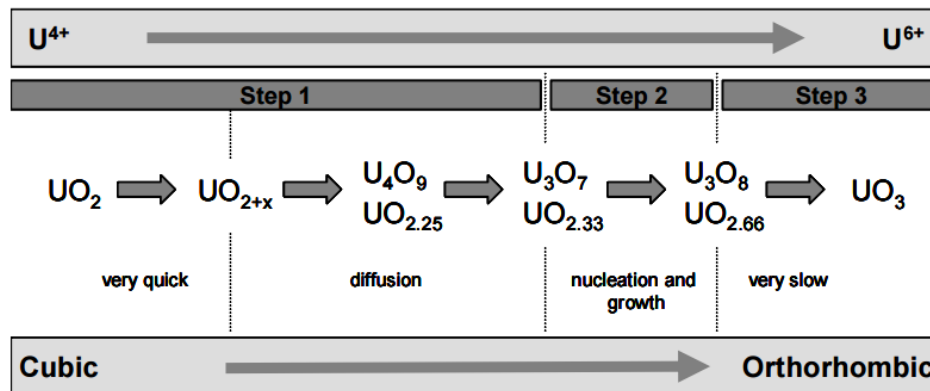 U⁴⁺ U⁶⁺
Step 1 Step 2 Step 3
UO₂ UO₂₊ₓ U₄O₉ U₃O₇ U₃O₈ UO₃
UO₂.₂₅ UO₂.₃₃ UO₂.₆₆
very quick diffusion nucleation and very slow
growth
Cubic Orthorhombic